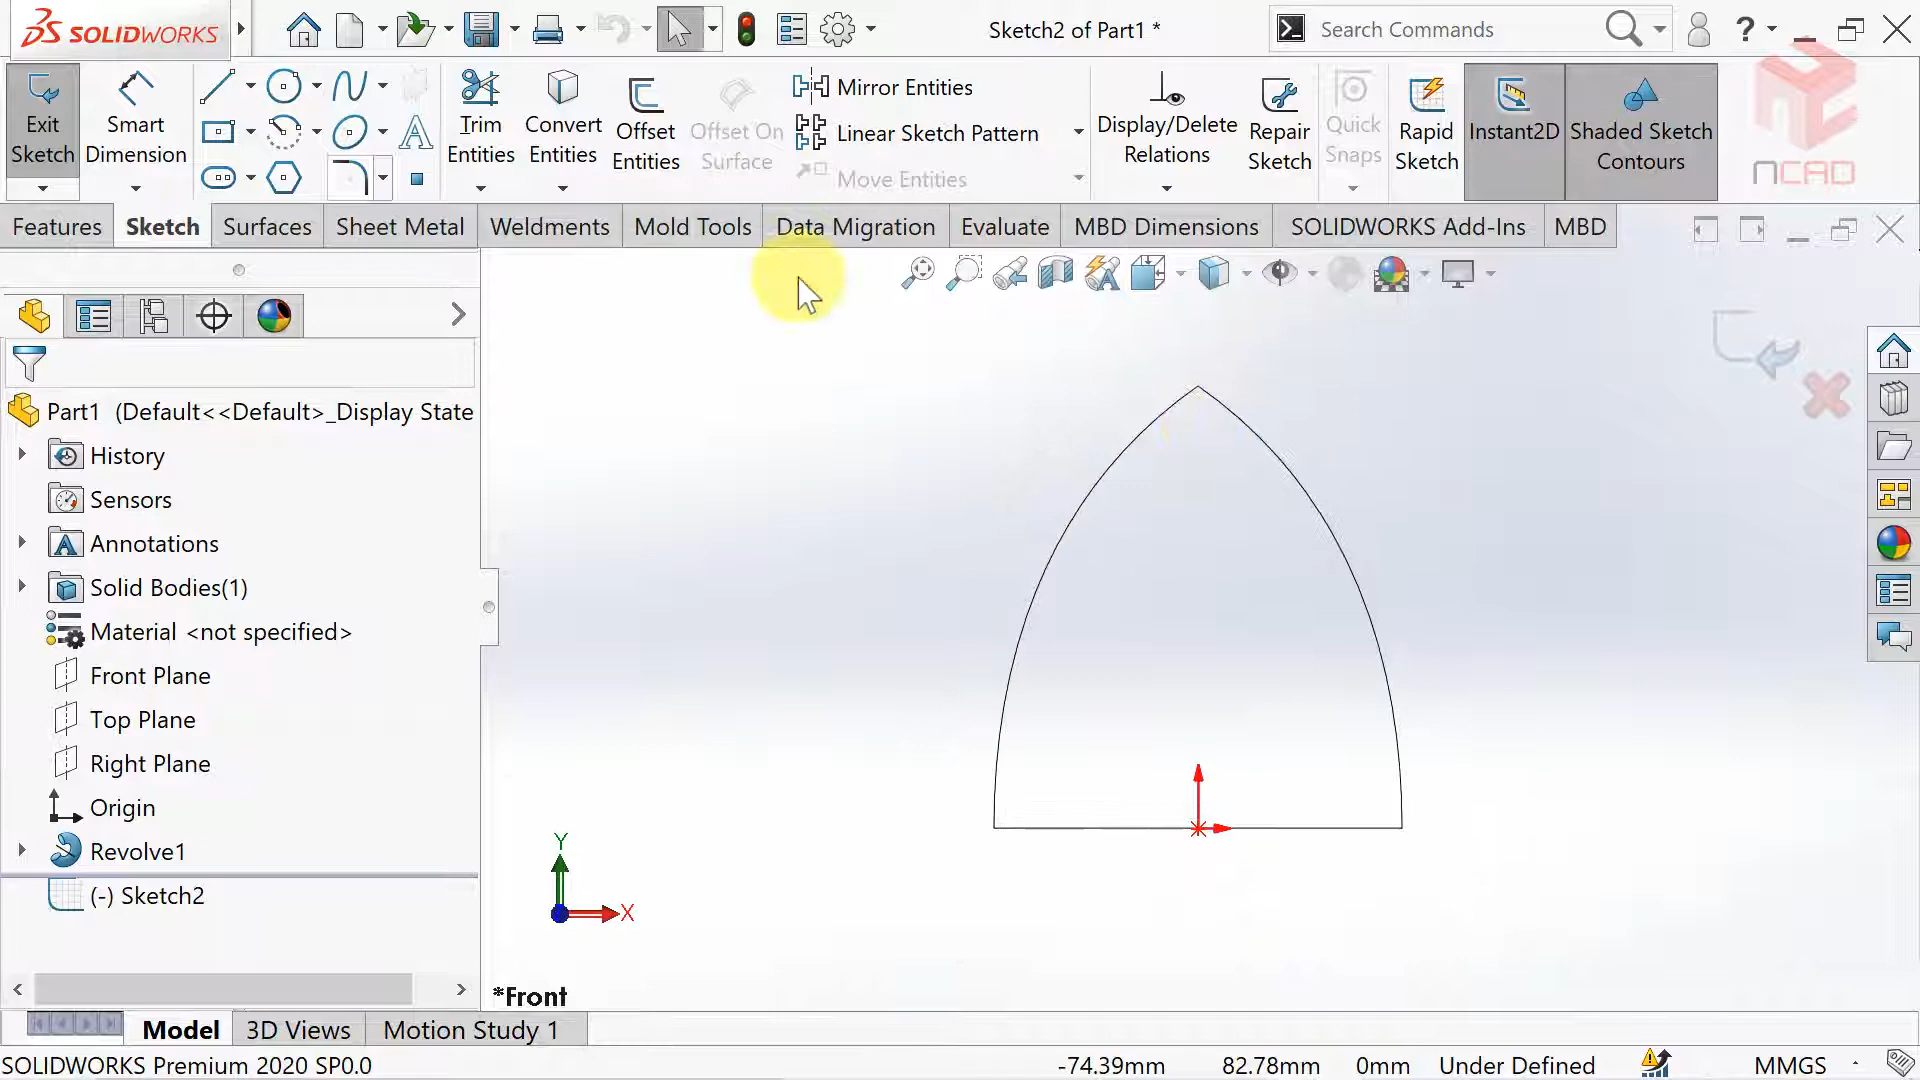 SOLIDWORKS
Sketch2 of Part1 *
Search Commands
?
Exit Sketch
Smart Dimension
Trim Entities
Convert Entities
Offset Entities
Offset On Surface
Mirror Entities
Linear Sketch Pattern
Move Entities
Display/Delete Relations
Repair Sketch
Quick Snaps
Rapid Sketch
Instant2D
Shaded Sketch Contours
NCAD
Features
Sketch
Surfaces
Sheet Metal
Weldments
Mold Tools
Data Migration
Evaluate
MBD Dimensions
SOLIDWORKS Add-Ins
MBD
Part1 (Default<<Default>_Display State
History
Sensors
Annotations
Solid Bodies(1)
Material <not specified>
Front Plane
Top Plane
Right Plane
Origin
Revolve1
(-) Sketch2
Y
X
*Front
Model
3D Views
Motion Study 1
SOLIDWORKS Premium 2020 SP0.0
-74.39mm
82.78mm
0mm
Under Defined
MMGS